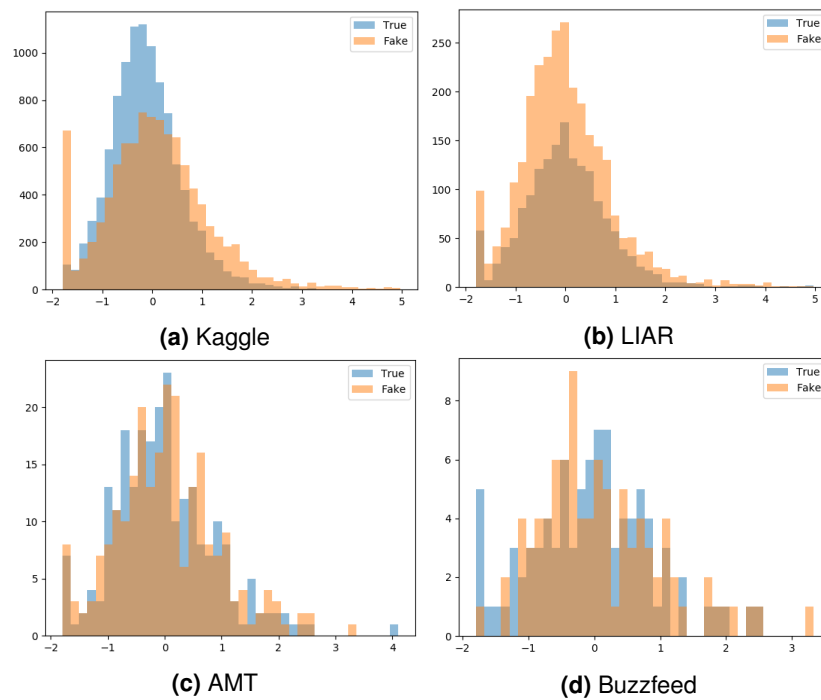 True
Fake
1000
800
600
400
200
0
−2 −1 0 1 2 3 4 5
(a) Kaggle
True
Fake
250
200
150
100
50
0
−2 −1 0 1 2 3 4 5
(b) LIAR
True
Fake
20
15
10
5
0
−2 −1 0 1 2 3 4
(c) AMT
True
Fake
8
6
4
2
0
−2 −1 0 1 2 3
(d) Buzzfeed